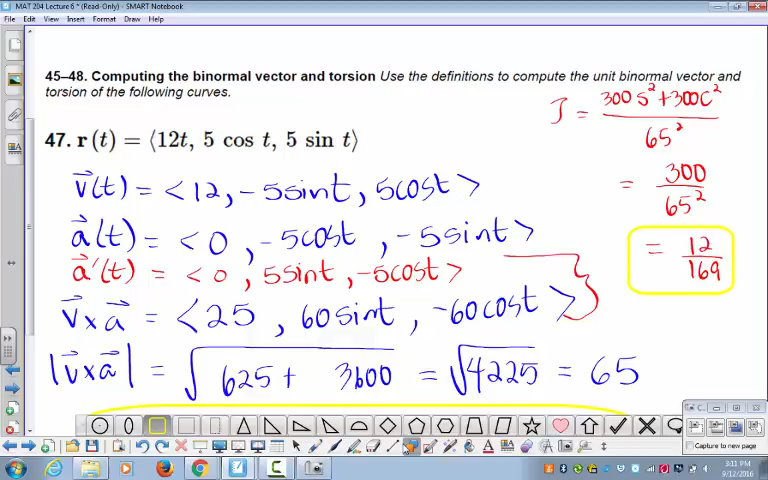 MAT 204 Lecture 6 * (Read-Only) - SMART Notebook
File Edit View Insert Format Draw Help
45–48. Computing the binormal vector and torsion Use the definitions to compute the unit binormal vector and
torsion of the following curves.
47. r (t) = ⟨12t, 5 cos t, 5 sin t⟩
v⃗(t) = <12, -5sint, 5cost>
a⃗(t) = <0, -5cost, -5sint>
a⃗'(t) = <0, 5sint, -5cost>
v⃗xa⃗ = <25, 60sint, -60cost>
|v⃗xa⃗| = √625 + 3600 = √4225 = 65
J = 300S²+300C² / 65²
= 300 / 65²
= 12 / 169
Capture to new page
3:11 PM
9/12/2016